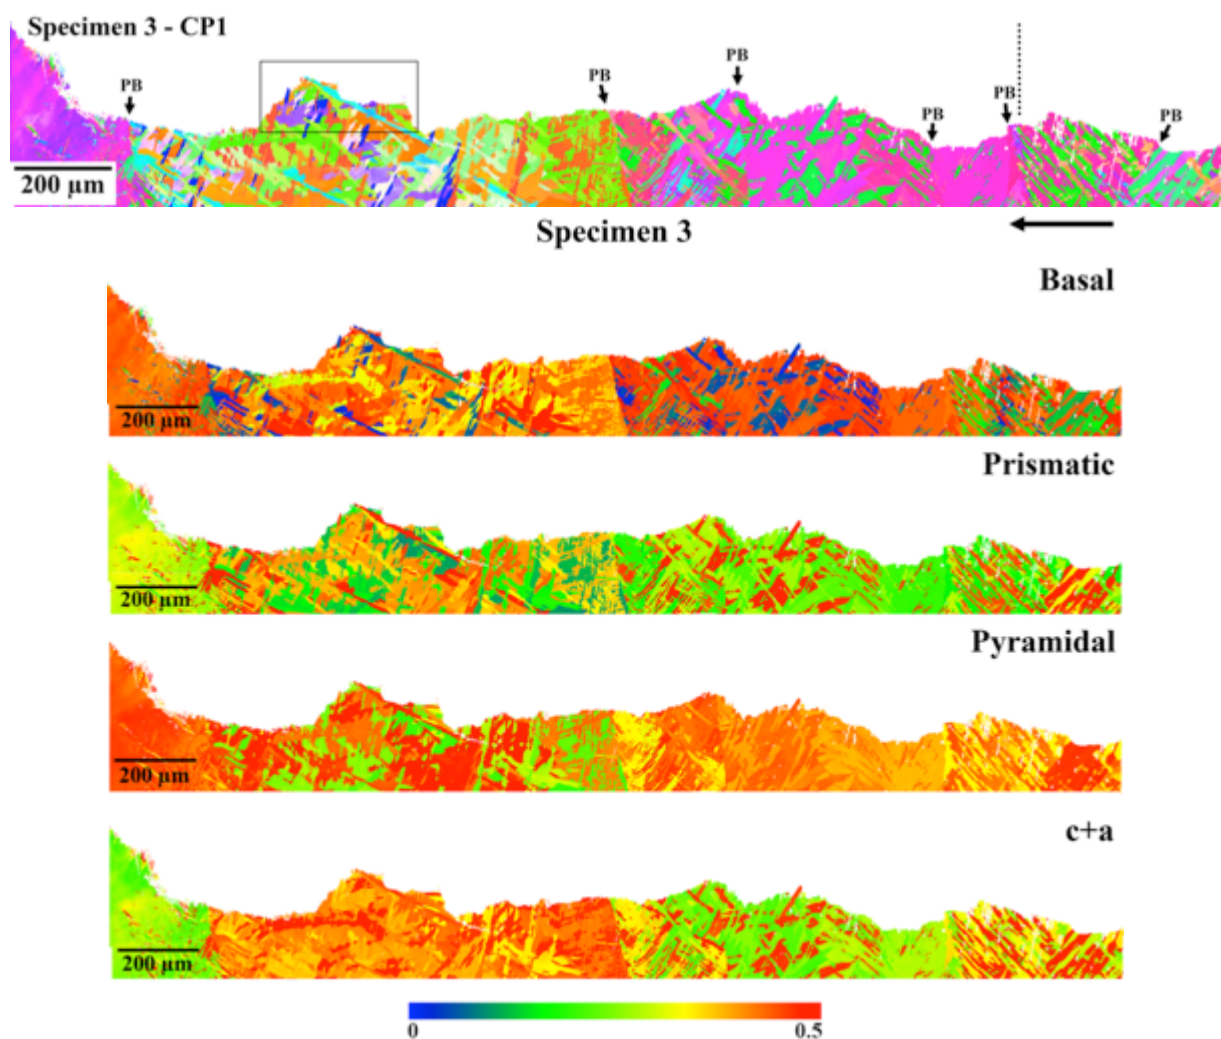 Specimen 3 - CP1
PB
PB
PB
PB
PB
PB
200 µm
Specimen 3
Basal
200 µm
Prismatic
200 µm
Pyramidal
200 µm
c+a
200 µm
0
0.5